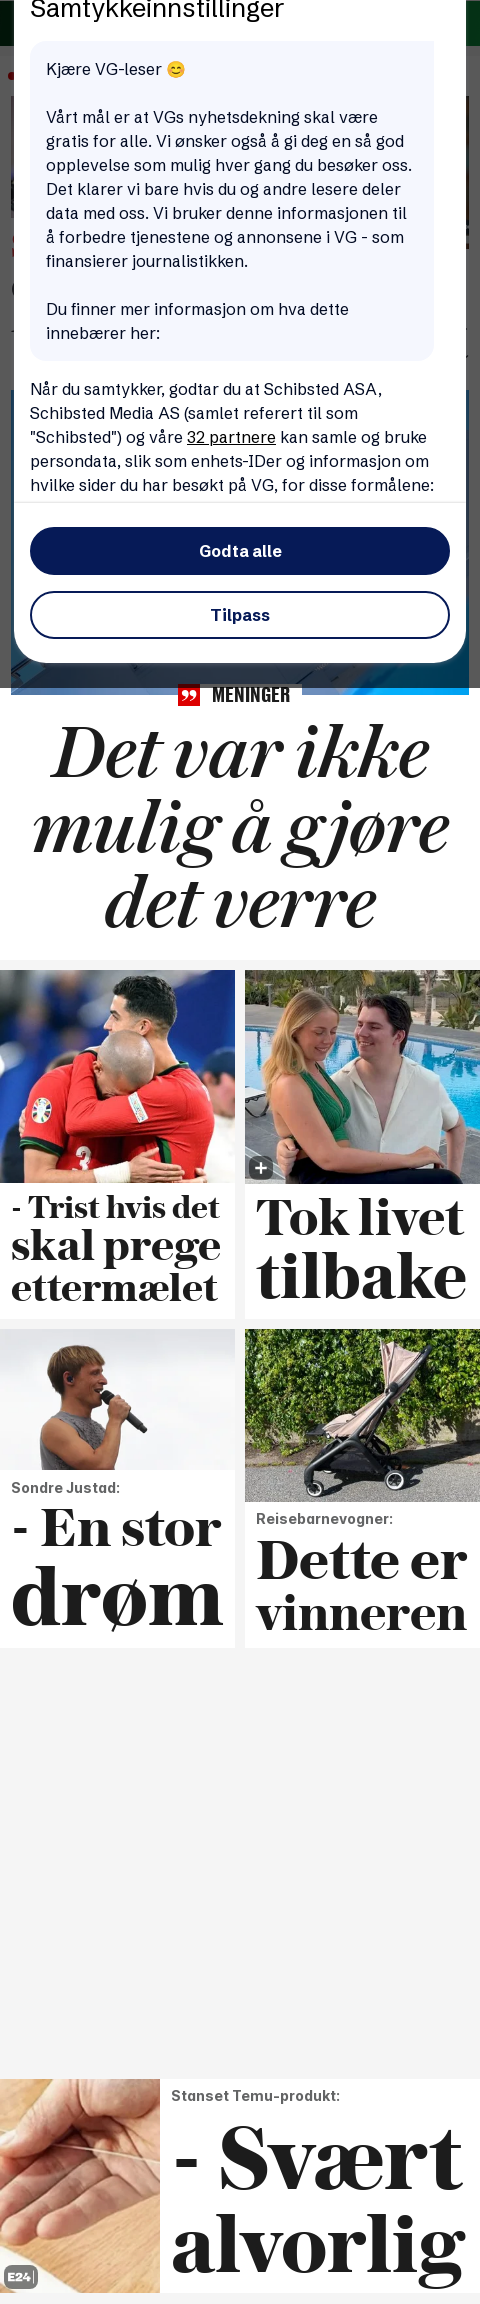 Samtykkeinnstillinger
Kjære VG-leser 😊
Vårt mål er at VGs nyhetsdekning skal være
gratis for alle. Vi ønsker også å gi deg en så god
opplevelse som mulig hver gang du besøker oss.
Det klarer vi bare hvis du og andre lesere deler
data med oss. Vi bruker denne informasjonen til
å forbedre tjenestene og annonsene i VG - som
finansierer journalistikken.
Du finner mer informasjon om hva dette
innebærer her:
Når du samtykker, godtar du at Schibsted ASA,
Schibsted Media AS (samlet referert til som
"Schibsted") og våre 32 partnere kan samle og bruke
persondata, slik som enhets-IDer og informasjon om
hvilke sider du har besøkt på VG, for disse formålene:
Godta alle
Tilpass
MENINGER
Det var ikke
mulig å gjøre
det verre
- Trist hvis det
skal prege
ettermælet
Tok livet
tilbake
Sondre Justad:
- En stor
drøm
Reisebarnevogner:
Dette er
vinneren
Stanset Temu-produkt:
- Svært
alvorlig
E24